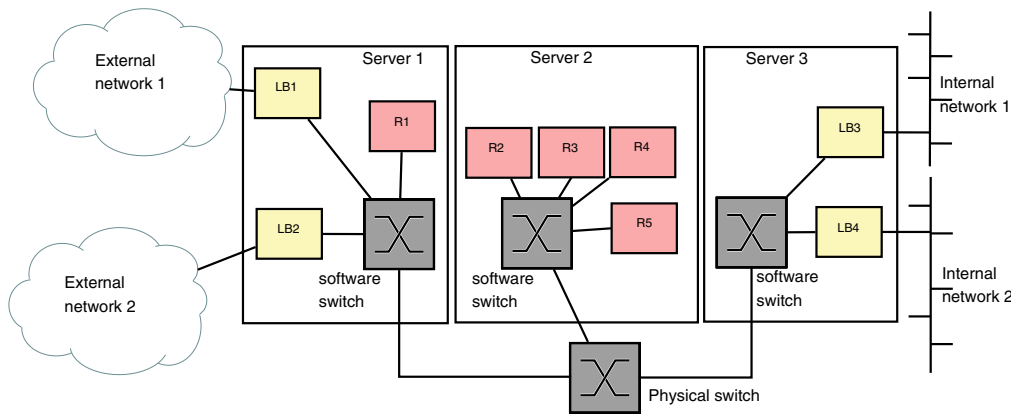 External
network 1
External
network 2
Server 1
LB1
R1
LB2
software
switch
Server 2
R2
R3
R4
R5
software
switch
Server 3
LB3
LB4
software
switch
Internal
network 1
Internal
network 2
Physical switch